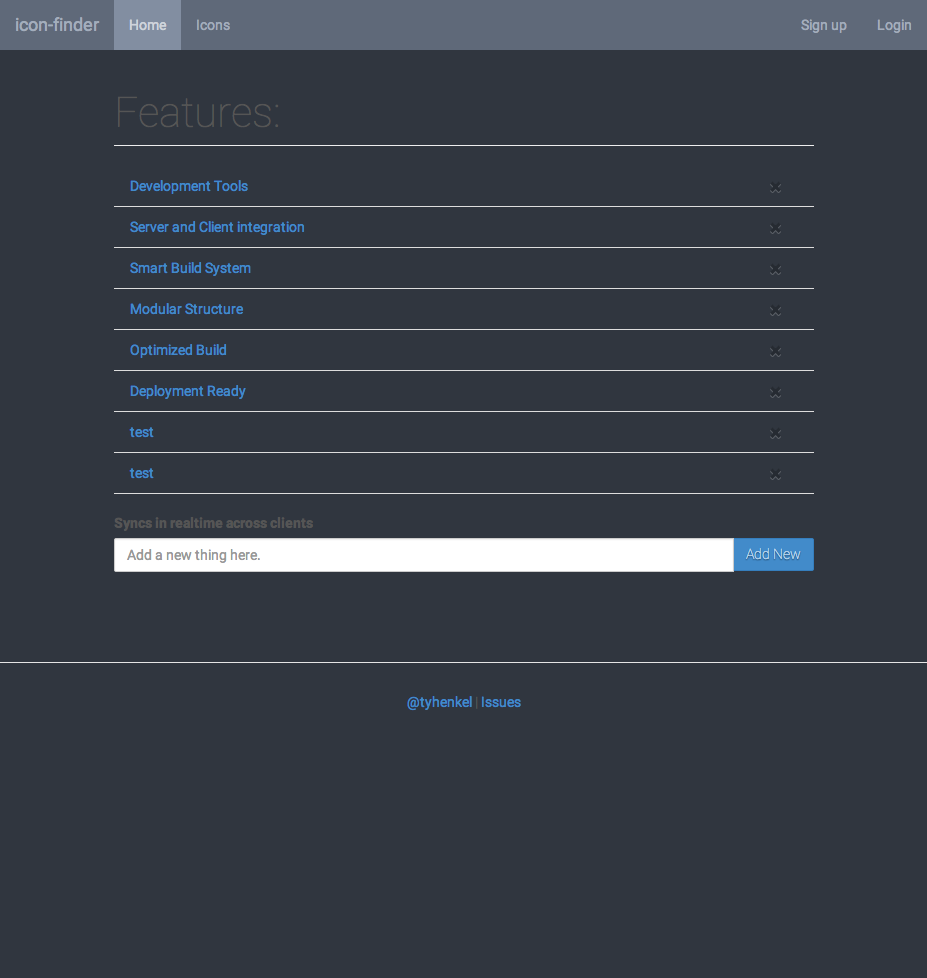 icon-finder Home Icons Sign up Login
Features:
Development Tools
Server and Client integration
Smart Build System
Modular Structure
Optimized Build
Deployment Ready
test
test
Syncs in realtime across clients
Add a new thing here. Add New
@tyhenkel | Issues